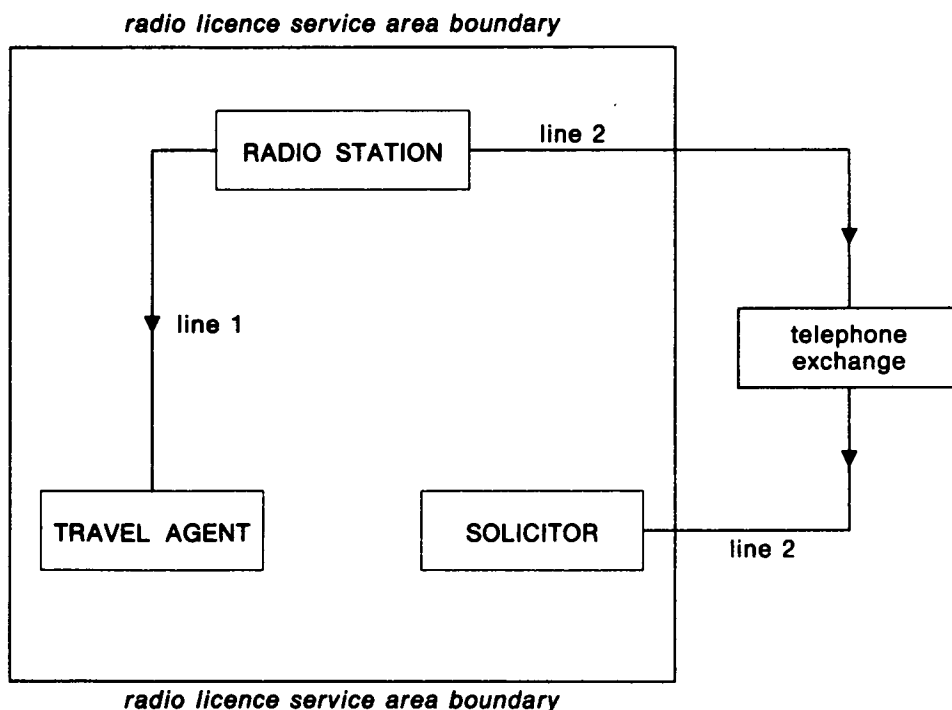 radio licence service area boundary
RADIO STATION
line 2
line 1
telephone
exchange
TRAVEL AGENT
SOLICITOR
line 2
radio licence service area boundary